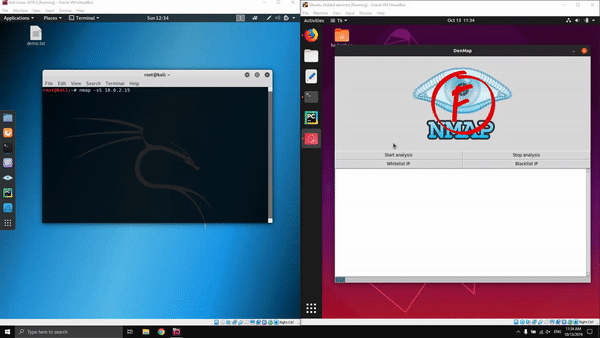 Kali Linux 2019.3 [Running] - Oracle VM VirtualBox
File Machine View Input Devices Help
Applications Places Terminal Sun 12:34
demo.txt
root@kali: ~
File Edit View Search Terminal Help
root@kali:~# nmap -sS 10.0.2.15
Right Ctrl
Ubuntu (Added services) [Running] - Oracle VM VirtualBox
File Machine View Input Devices Help
Activities Tk Oct 13 11:34
DenMap
F
NMAP
Start analysis Stop analysis
Whitelist IP Blacklist IP
Right Ctrl
Type here to search
11:34 AM
10/13/2019